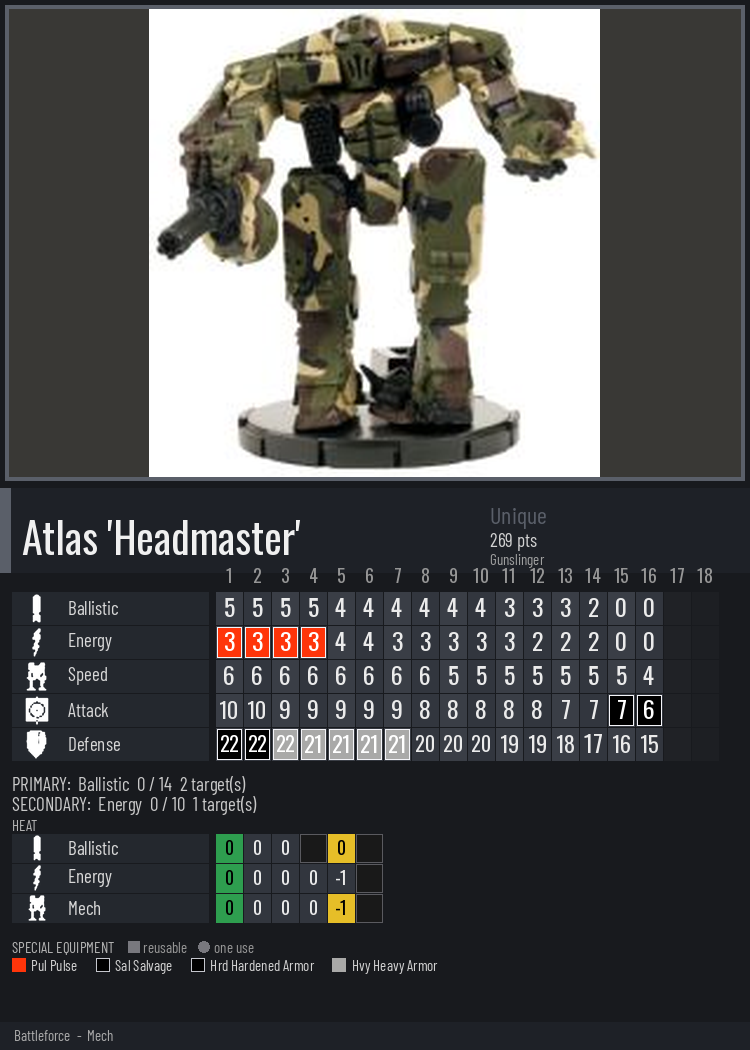 Atlas 'Headmaster'
Unique
269 pts
Gunslinger
1 2 3 4 5 6 7 8 9 10 11 12 13 14 15 16 17 18
Ballistic 5 5 5 5 4 4 4 4 4 4 3 3 3 2 0 0
Energy 3 3 3 3 4 4 3 3 3 3 3 2 2 2 0 0
Speed 6 6 6 6 6 6 6 6 5 5 5 5 5 5 5 4
Attack 10 10 9 9 9 9 9 8 8 8 8 8 7 7 7 6
Defense 22 22 22 21 21 21 21 20 20 20 19 19 18 17 16 15
PRIMARY: Ballistic 0 / 14 2 target(s)
SECONDARY: Energy 0 / 10 1 target(s)
HEAT
Ballistic 0 0 0 0
Energy 0 0 0 0 -1
Mech 0 0 0 0 -1
SPECIAL EQUIPMENT reusable one use
Pul Pulse Sal Salvage Hrd Hardened Armor Hvy Heavy Armor
Battleforce - Mech